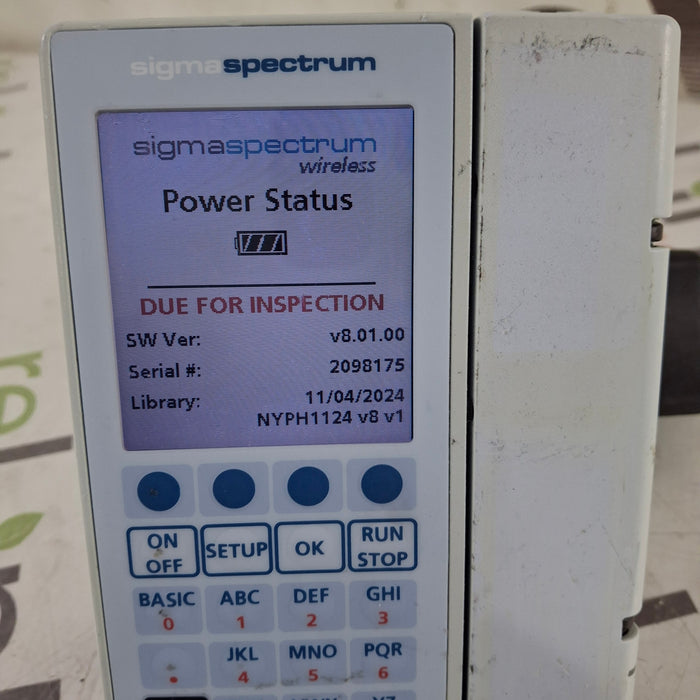 sigmaspectrum
sigmaspectrum
wireless
Power Status
DUE FOR INSPECTION
SW Ver: v8.01.00
Serial #: 2098175
Library: 11/04/2024
NYPH1124 v8 v1
ON OFF
SETUP
OK
RUN STOP
BASIC ABC DEF GHI
0 1 2 3
JKL MNO PQR
. 4 5 6